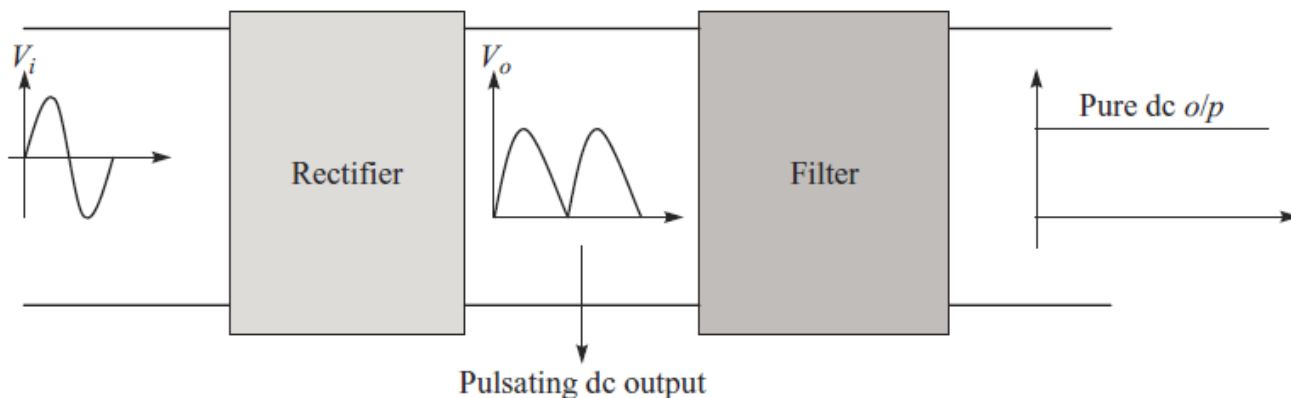 V_i
V_o
Pure dc o/p
Rectifier
Filter
Pulsating dc output